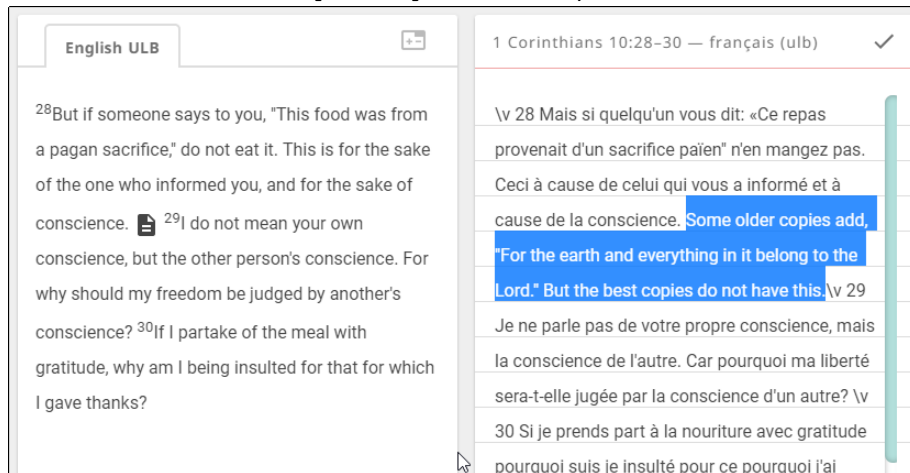 English ULB
28But if someone says to you, "This food was from
a pagan sacrifice," do not eat it. This is for the sake
of the one who informed you, and for the sake of
conscience. 29I do not mean your own
conscience, but the other person's conscience. For
why should my freedom be judged by another's
conscience? 30If I partake of the meal with
gratitude, why am I being insulted for that for which
I gave thanks?
1 Corinthians 10:28–30 — français (ulb)
\v 28 Mais si quelqu'un vous dit: «Ce repas
provenait d'un sacrifice païen" n'en mangez pas.
Ceci à cause de celui qui vous a informé et à
cause de la conscience. Some older copies add,
"For the earth and everything in it belong to the
Lord." But the best copies do not have this.\v 29
Je ne parle pas de votre propre conscience, mais
la conscience de l'autre. Car pourquoi ma liberté
sera-t-elle jugée par la conscience d'un autre? \v
30 Si je prends part à la nouriture avec gratitude
pourquoi suis je insulté pour ce pourquoi j'ai